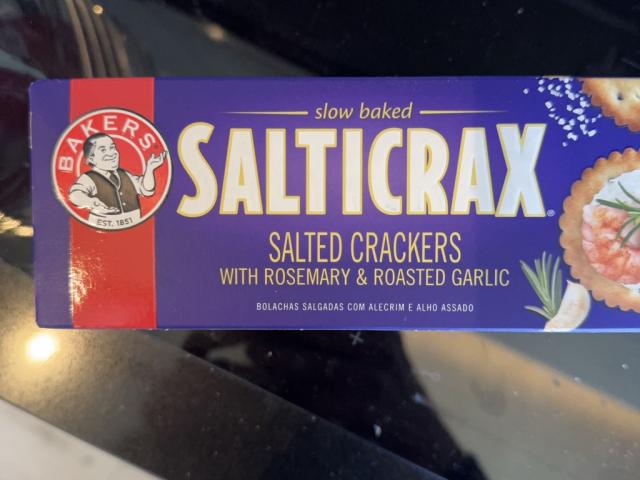 BAKERS
EST. 1851
slow baked
SALTICRAX®
SALTED CRACKERS
WITH ROSEMARY & ROASTED GARLIC
BOLACHAS SALGADAS COM ALECRIM E ALHO ASSADO